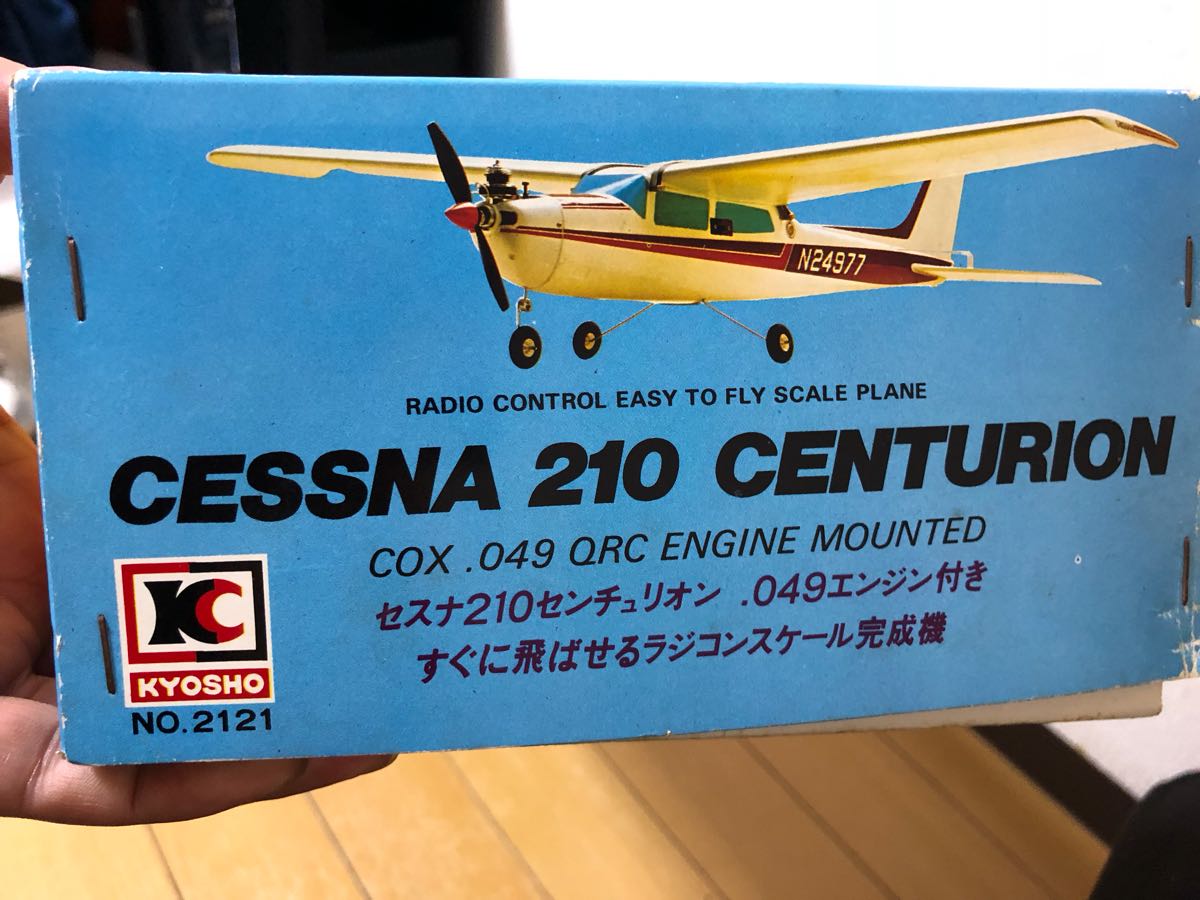 N24977
RADIO CONTROL EASY TO FLY SCALE PLANE
CESSNA 210 CENTURION
COX .049 QRC ENGINE MOUNTED
セスナ210センチュリオン .049エンジン付き
すぐに飛ばせるラジコンスケール完成機
KC
KYOSHO
NO.2121